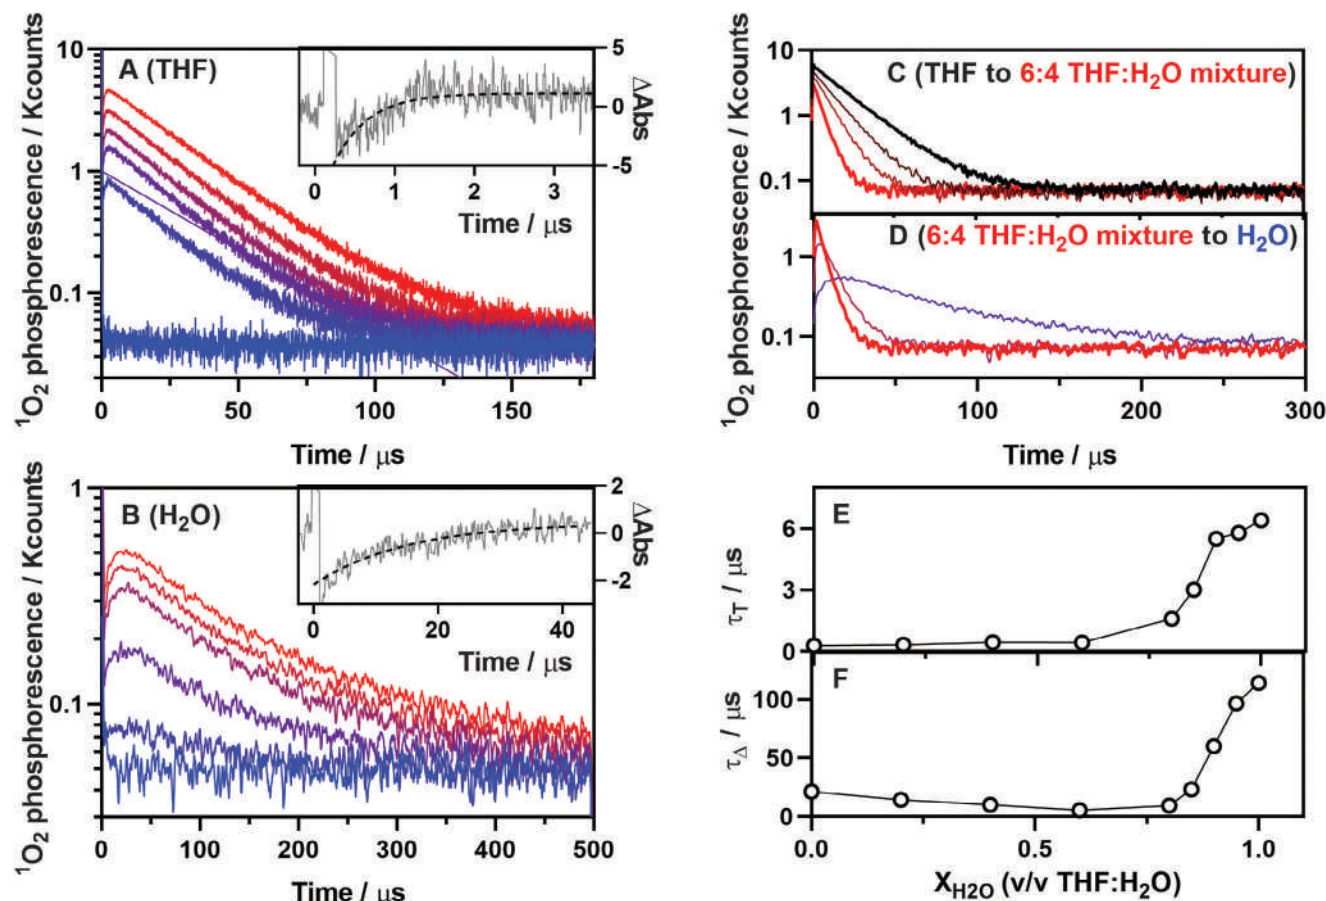 A (THF)
¹O₂ phosphorescence / Kcounts
10
1
0.1
0 50 100 150
Time / μs
5
0
-5
ΔAbs
0 1 2 3
Time / μs
B (H₂O)
¹O₂ phosphorescence / Kcounts
1
0.1
0 100 200 300 400 500
Time / μs
2
0
-2
ΔAbs
0 20 40
Time / μs
C (THF to 6:4 THF:H₂O mixture)
¹O₂ phosphorescence / Kcounts
10
1
0.1
D (6:4 THF:H₂O mixture to H₂O)
1
0.1
0 100 200 300
Time / μs
E
τT / μs
6
3
0
F
τΔ / μs
100
50
0
0.0 0.5 1.0
XH2O (v/v THF:H₂O)